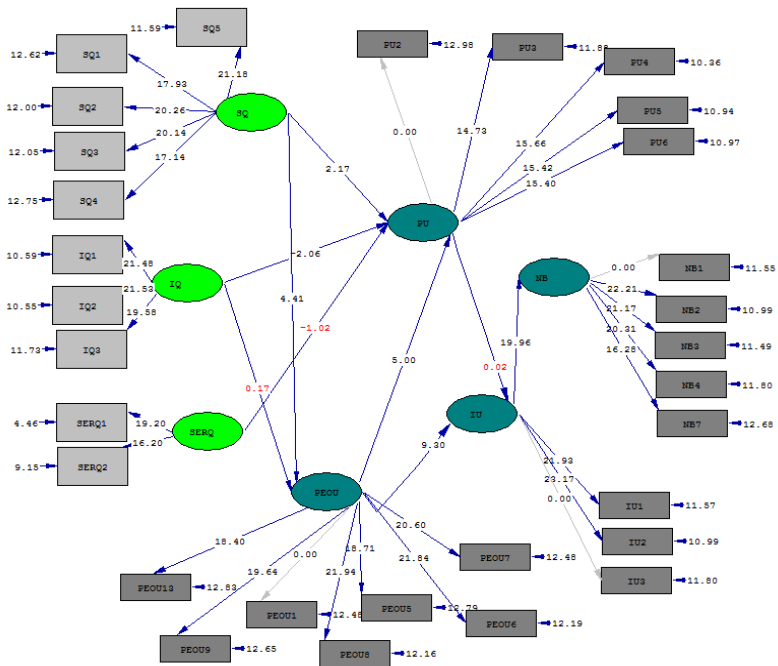 11.59 SQ5
12.62 SQ1
17.93
21.18
12.00 SQ2
20.26
SQ
12.05 SQ3
20.14
17.14
12.75 SQ4
PU2 12.98
PU3 11.88
PU4 10.36
PU5 10.94
PU6 10.97
0.00
14.73
15.66
15.42
15.40
2.17
PU
10.59 IQ1
21.48
10.55 IQ2
21.53
IQ
11.73 IQ3
19.58
-2.06
4.41
-1.02
0.17
5.00
0.02
4.46 SERQ1
19.20
SERQ
9.15 SERQ2
16.20
NB
0.00
NB1 11.55
22.21
NB2 10.99
21.17
NB3 11.49
20.31
NB4 11.80
16.28
NB7 12.68
19.96
IU
9.30
21.93
23.17
0.00
IU1 11.57
IU2 10.99
IU3 11.80
PEOU
18.40
19.64
0.00
21.94
18.71
21.84
20.60
PEOU7 12.48
PEOU13 12.83
PEOU1 12.48
PEOU5 12.79
PEOU6 12.19
PEOU9 12.65
PEOU8 12.16